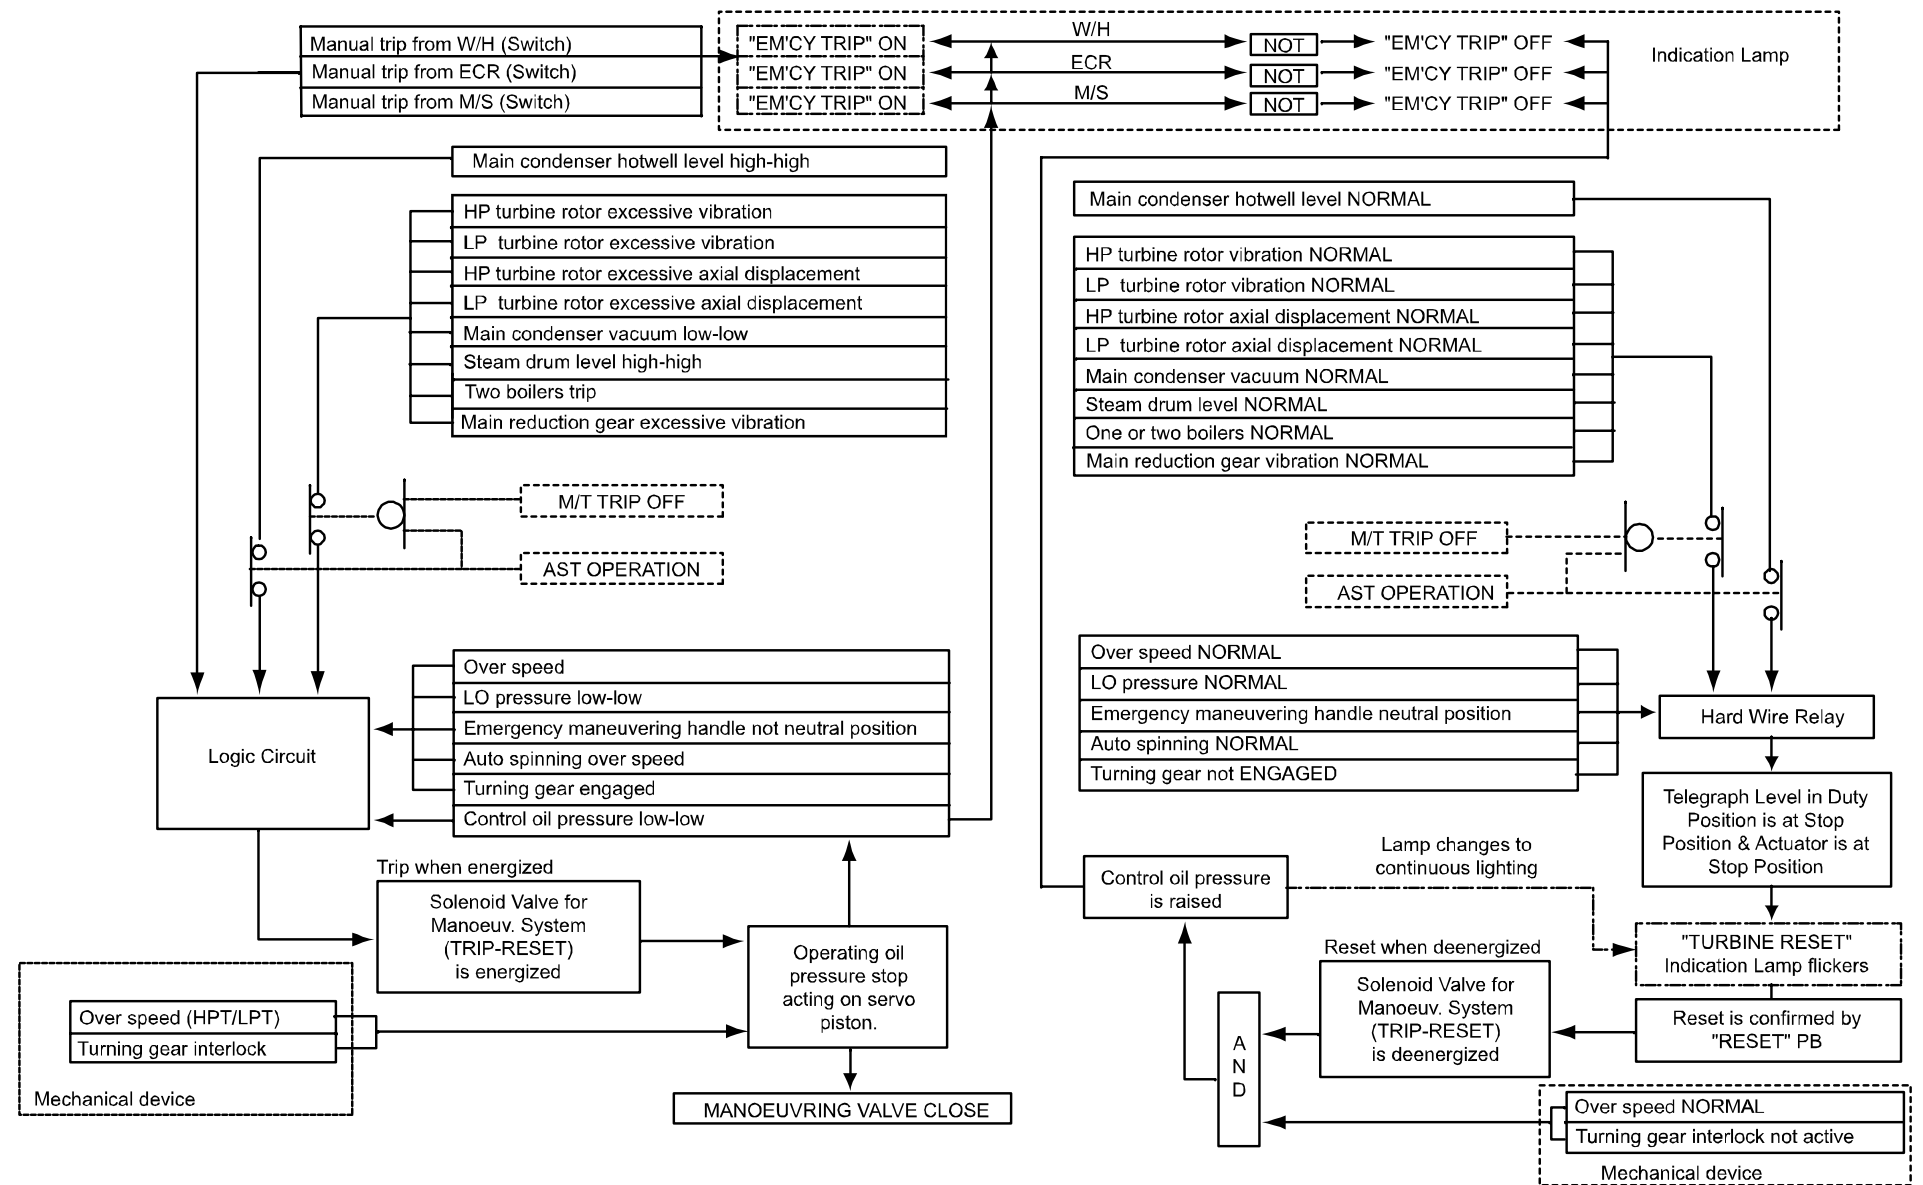 Manual trip from W/H (Switch)
Manual trip from ECR (Switch)
Manual trip from M/S (Switch)
"EM'CY TRIP" ON
W/H
NOT
"EM'CY TRIP" OFF
"EM'CY TRIP" ON
ECR
NOT
"EM'CY TRIP" OFF
"EM'CY TRIP" ON
M/S
NOT
"EM'CY TRIP" OFF
Indication Lamp
Main condenser hotwell level high-high
HP turbine rotor excessive vibration
LP turbine rotor excessive vibration
HP turbine rotor excessive axial displacement
LP turbine rotor excessive axial displacement
Main condenser vacuum low-low
Steam drum level high-high
Two boilers trip
Main reduction gear excessive vibration
M/T TRIP OFF
AST OPERATION
Logic Circuit
Over speed
LO pressure low-low
Emergency maneuvering handle not neutral position
Auto spinning over speed
Turning gear engaged
Control oil pressure low-low
Trip when energized
Solenoid Valve for
Manoeuv. System
(TRIP-RESET)
is energized
Operating oil
pressure stop
acting on servo
piston.
Over speed (HPT/LPT)
Turning gear interlock
Mechanical device
MANOEUVRING VALVE CLOSE
Main condenser hotwell level NORMAL
HP turbine rotor vibration NORMAL
LP turbine rotor vibration NORMAL
HP turbine rotor axial displacement NORMAL
LP turbine rotor axial displacement NORMAL
Main condenser vacuum NORMAL
Steam drum level NORMAL
One or two boilers NORMAL
Main reduction gear vibration NORMAL
M/T TRIP OFF
AST OPERATION
Over speed NORMAL
LO pressure NORMAL
Emergency maneuvering handle neutral position
Auto spinning NORMAL
Turning gear not ENGAGED
Hard Wire Relay
Telegraph Level in Duty
Position is at Stop
Position & Actuator is at
Stop Position
Lamp changes to
continuous lighting
Control oil pressure
is raised
"TURBINE RESET"
Indication Lamp flickers
Reset when deenergized
Solenoid Valve for
Manoeuv. System
(TRIP-RESET)
is deenergized
Reset is confirmed by
"RESET" PB
A
N
D
Over speed NORMAL
Turning gear interlock not active
Mechanical device